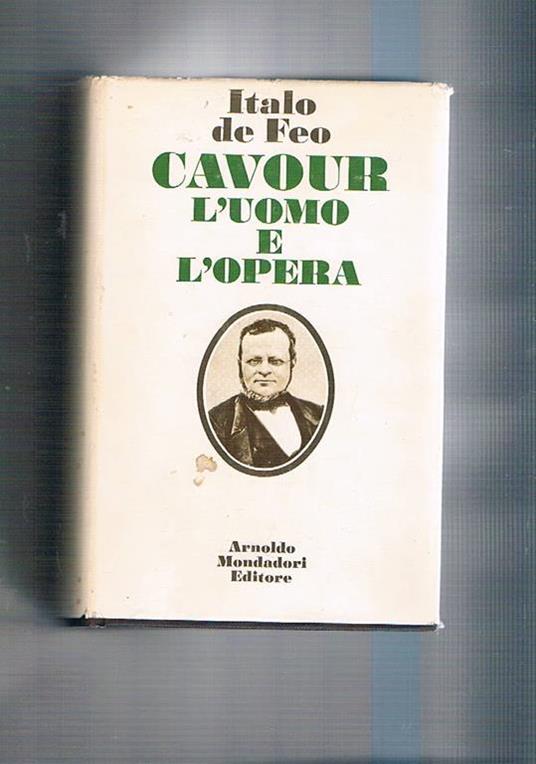 Italo
de Feo
CAVOUR
L'UOMO
E
L'OPERA
Arnoldo
Mondadori
Editore